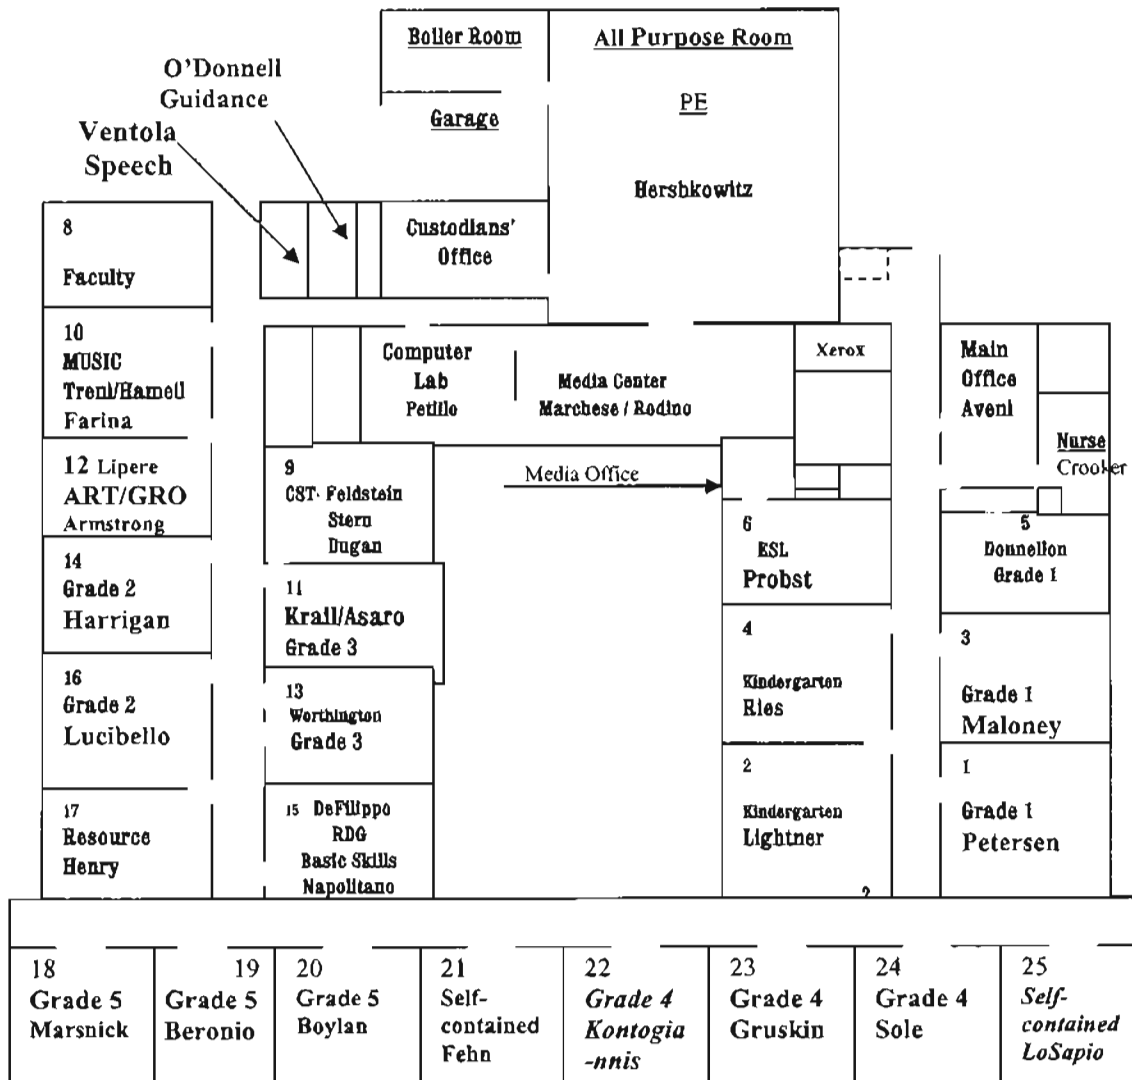 Boiler Room
All Purpose Room
O'Donnell
Guidance
PE
Garage
Ventola
Speech
Hershkowitz
8
Faculty
Custodians'
Office
10
MUSIC
Treni/Hamell
Farina
Computer
Lab
Petillo
Media Center
Marchese / Rodino
Xerox
Main
Office
Aveni
Nurse
Crooker
12 Lipere
ART/GRO
Armstrong
9
CST- Feldstein
Stern
Dugan
Media Office
6
ESL
Probst
5
Donnellon
Grade 1
14
Grade 2
Harrigan
11
Krail/Asaro
Grade 3
4
Kindergarten
Ries
3
Grade 1
Maloney
16
Grade 2
Lucibello
13
Worthington
Grade 3
2
Kindergarten
Lightner
2
1
Grade 1
Petersen
17
Resource
Henry
15 DeFilippo
RDG
Basic Skills
Napolitano
18
Grade 5
Marsnick
19
Grade 5
Beronio
20
Grade 5
Boylan
21
Self-
contained
Fehn
22
Grade 4
Kontogia
-nnis
23
Grade 4
Gruskin
24
Grade 4
Sole
25
Self-
contained
LoSapio